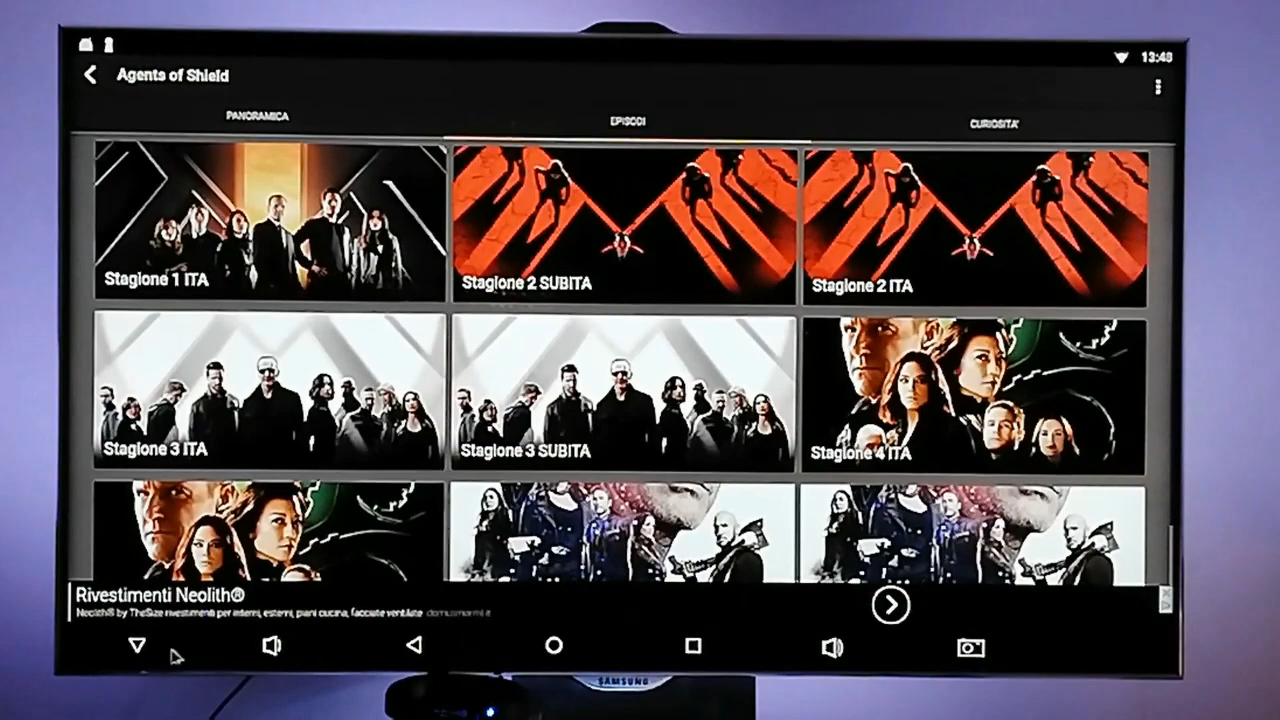 13:48
Agents of Shield
PANORAMICA
EPISODI
CURIOSITA'
Stagione 1 ITA
Stagione 2 SUBITA
Stagione 2 ITA
Stagione 3 ITA
Stagione 3 SUBITA
Stagione 4 ITA
Rivestimenti Neolith®
Neolith® by TheSize rivestimenti per interni, esterni, piani cucina, facciate ventilate domusmarmi.it
SAMSUNG